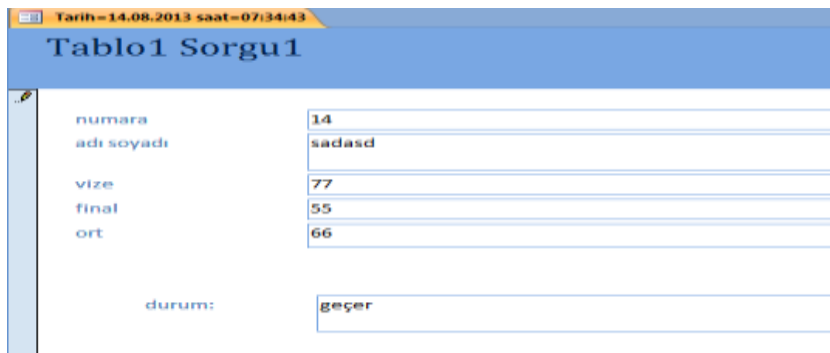 Tarih=14.08.2013 saat=07:34:43
Tablo1 Sorgu1
numara 14
adı soyadı sadasd
vize 77
final 55
ort 66
durum: geçer